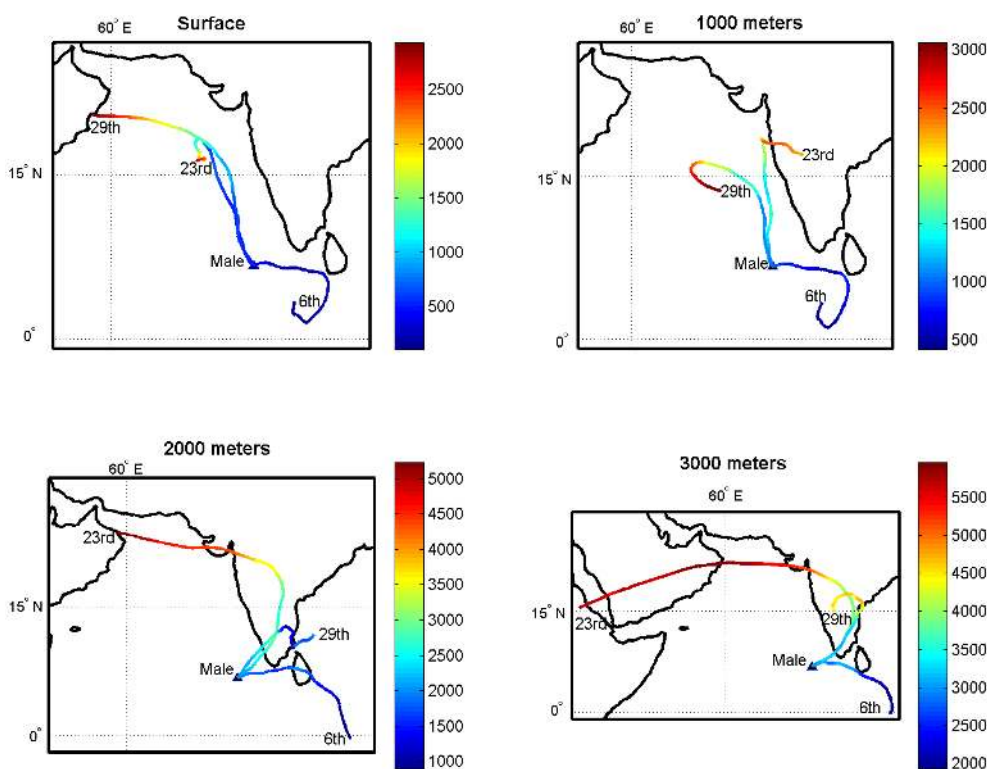 Surface
60° E
15° N
0°
29th
23rd
Male
6th
2500
2000
1500
1000
500
1000 meters
60° E
15° N
0°
23rd
29th
Male
6th
3000
2500
2000
1500
1000
500
2000 meters
60° E
15° N
0°
23rd
29th
Male
6th
5000
4500
4000
3500
3000
2500
2000
1500
1000
3000 meters
60° E
15° N
0°
23rd
29th
Male
6th
5500
5000
4500
4000
3500
3000
2500
2000